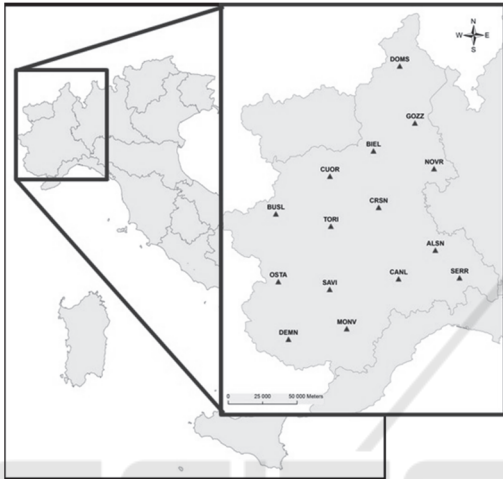 N
W E
S
DOMS
GOZZ
BIEL
NOVR
CUOR
CRSN
BUSL
TORI
ALSN
OSTA
CANL
SERR
SAVI
MONV
DEMN
0 25 000 50 000 Meters